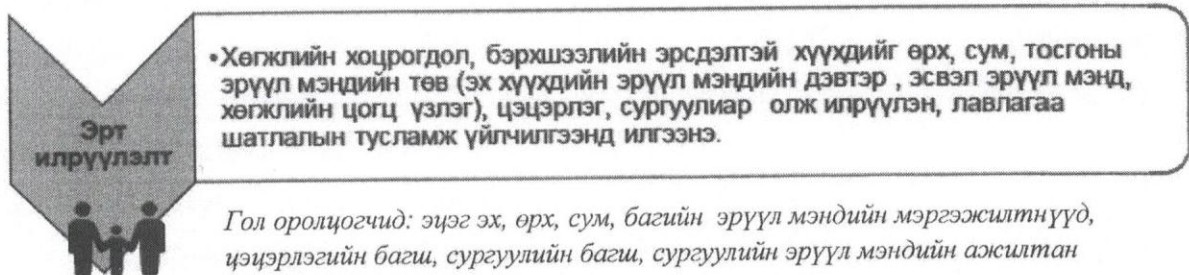 Эрт
илрүүлэлт
•Хөгжлийн хоцрогдол, бэрхшээлийн эрсдэлтэй хүүхдийг өрх, сум, тосгоны
эрүүл мэндийн төв (эх хүүхдийн эрүүл мэндийн дэвтэр , эсвэл эрүүл мэнд,
хөгжлийн цогц үзлэг), цэцэрлэг, сургуулиар олж илрүүлэн, лавлагаа
шатлалын тусламж үйлчилгээнд илгээнэ.
Гол оролцогчид: эцэг эх, өрх, сум, багийн эрүүл мэндийн мэргэжилтнүүд,
цэцэрлэгийн багш, сургуулийн багш, сургуулийн эрүүл мэндийн ажилтан